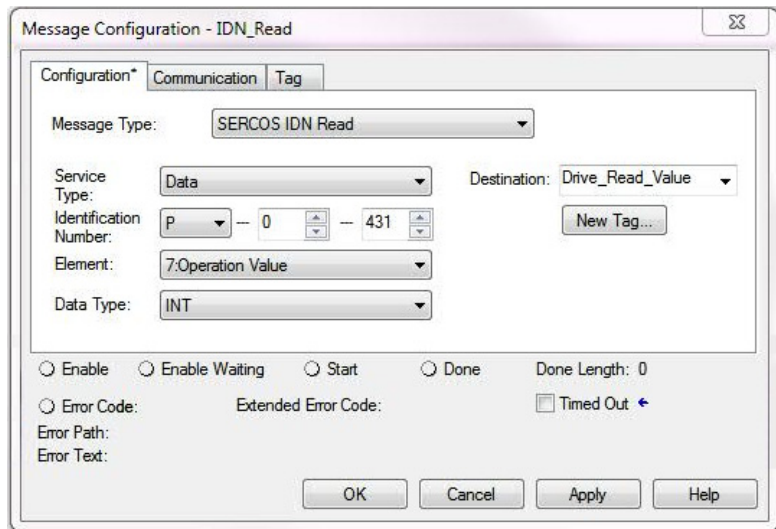 Message Configuration - IDN_Read
Configuration* Communication Tag
Message Type: SERCOS IDN Read
Service Type: Data Destination: Drive_Read_Value
Identification Number: P --- 0 --- 431 New Tag...
Element: 7:Operation Value
Data Type: INT
Enable Enable Waiting Start Done Done Length: 0
Error Code: Extended Error Code: Timed Out ←
Error Path:
Error Text:
OK Cancel Apply Help